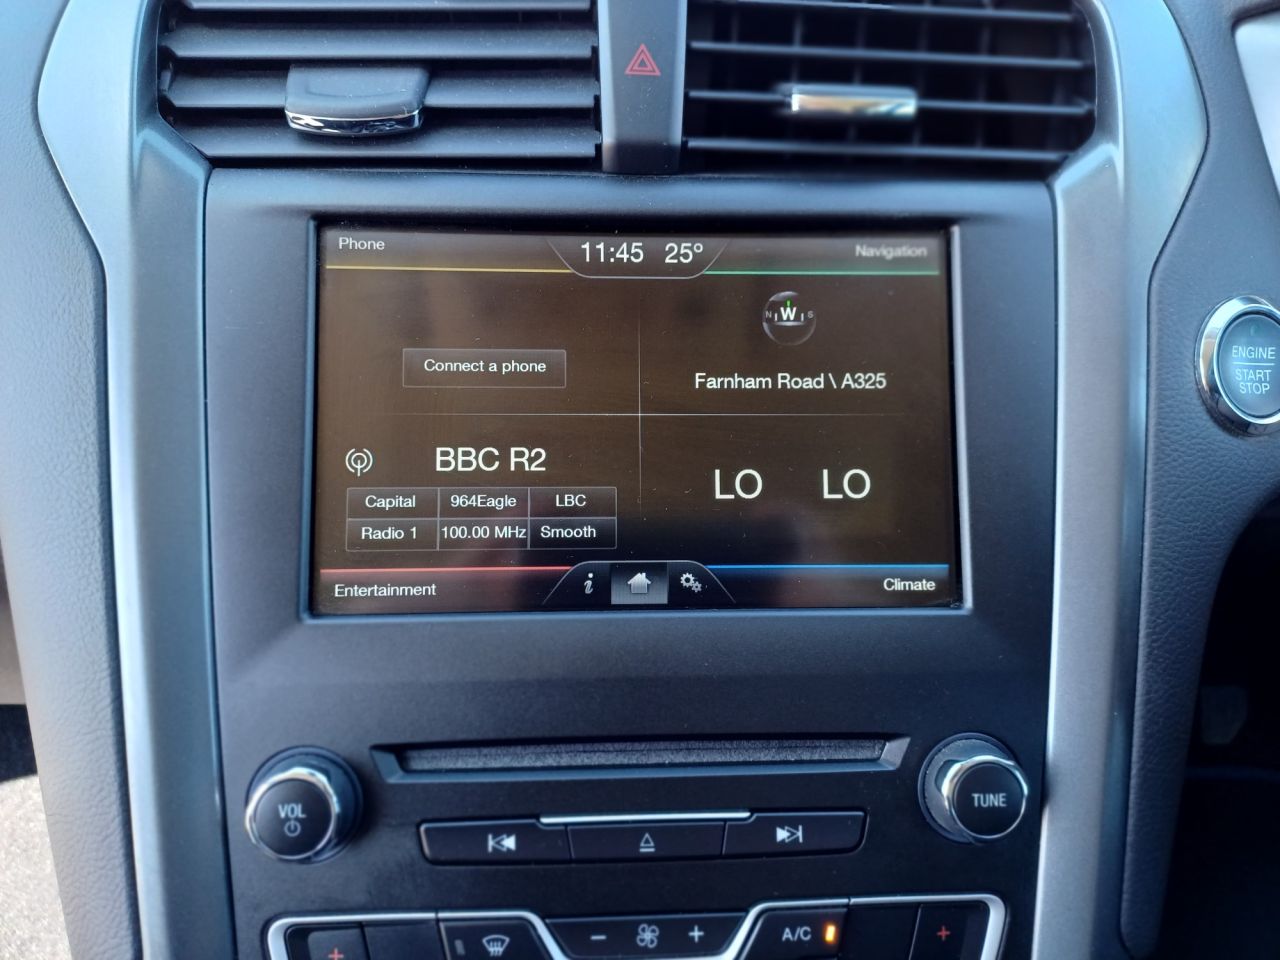 Phone
11:45 25°
Navigation
N W S
Connect a phone
Farnham Road \ A325
BBC R2
LO LO
Capital 964Eagle LBC
Radio 1 100.00 MHz Smooth
Entertainment
i
Climate
ENGINE
START
STOP
VOL
TUNE
A/C